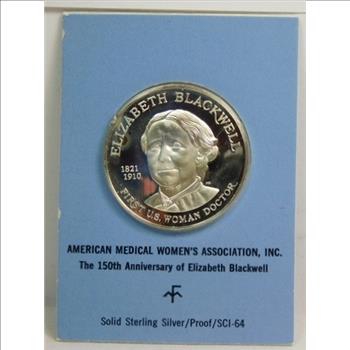 ELIZABETH BLACKWELL
1821
1910
FIRST U.S. WOMAN DOCTOR
AMERICAN MEDICAL WOMEN'S ASSOCIATION, INC.
The 150th Anniversary of Elizabeth Blackwell
Solid Sterling Silver/Proof/SCI-64